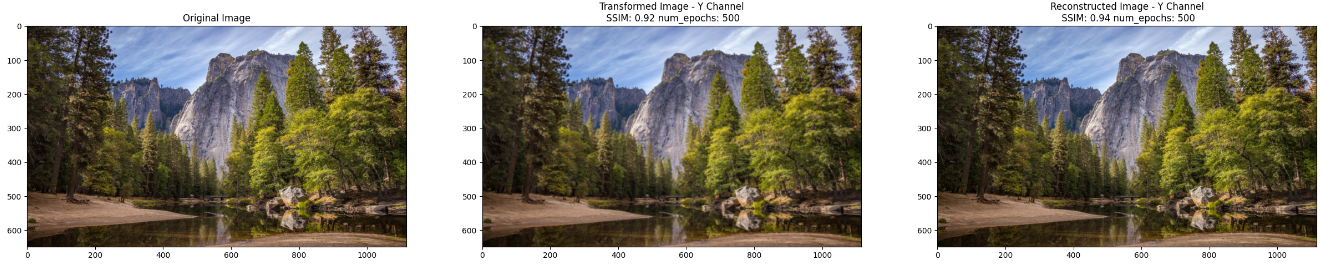 Original Image
Transformed Image - Y Channel
SSIM: 0.92 num_epochs: 500
Reconstructed Image - Y Channel
SSIM: 0.94 num_epochs: 500
0
100
200
300
400
500
600
0 200 400 600 800 1000
0
100
200
300
400
500
600
0 200 400 600 800 1000
0
100
200
300
400
500
600
0 200 400 600 800 1000